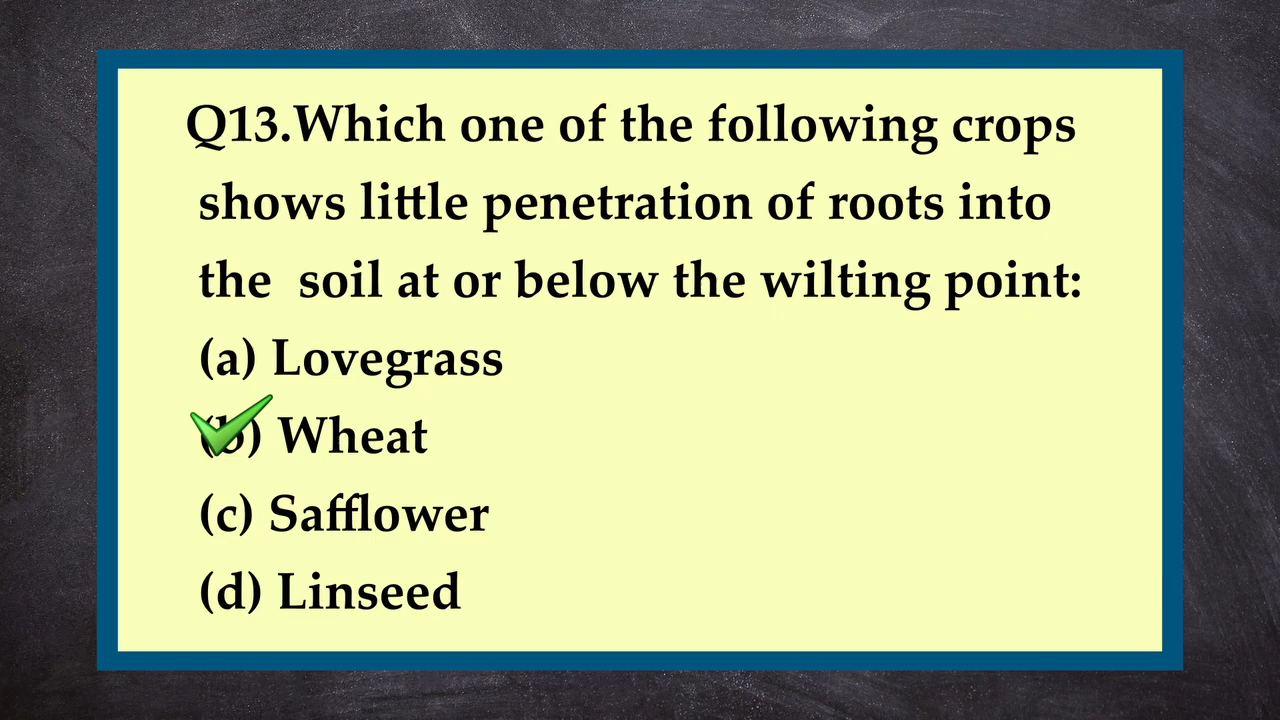 Q13.Which one of the following crops
shows little penetration of roots into
the soil at or below the wilting point:
(a) Lovegrass
(b) Wheat
(c) Safflower
(d) Linseed